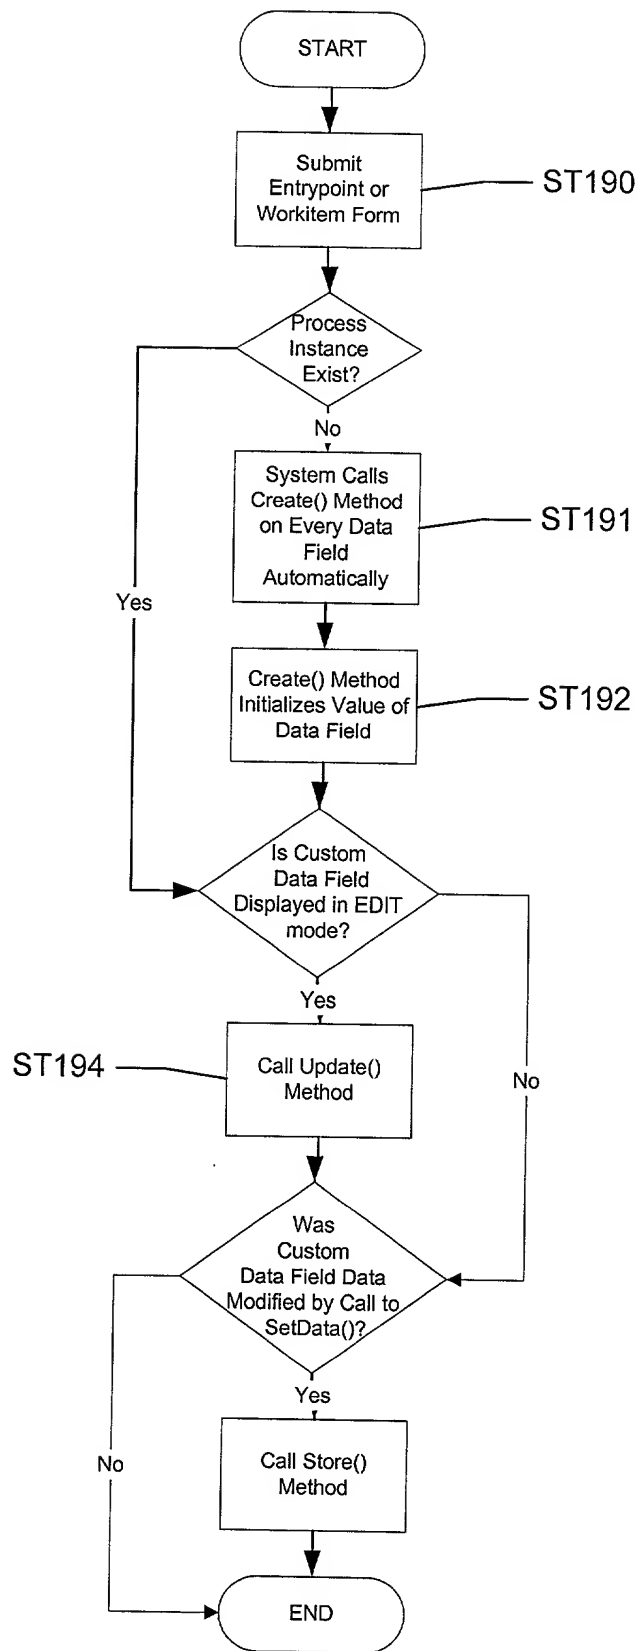 START
Submit
Entrypoint or
Workitem Form
ST190
Process
Instance
Exist?
No
System Calls
Create() Method
on Every Data
Field
Automatically
ST191
Yes
Create() Method
Initializes Value of
Data Field
ST192
Is Custom
Data Field
Displayed in EDIT
mode?
Yes
ST194
Call Update()
Method
No
Was
Custom
Data Field Data
Modified by Call to
SetData()?
Yes
No
Call Store()
Method
END